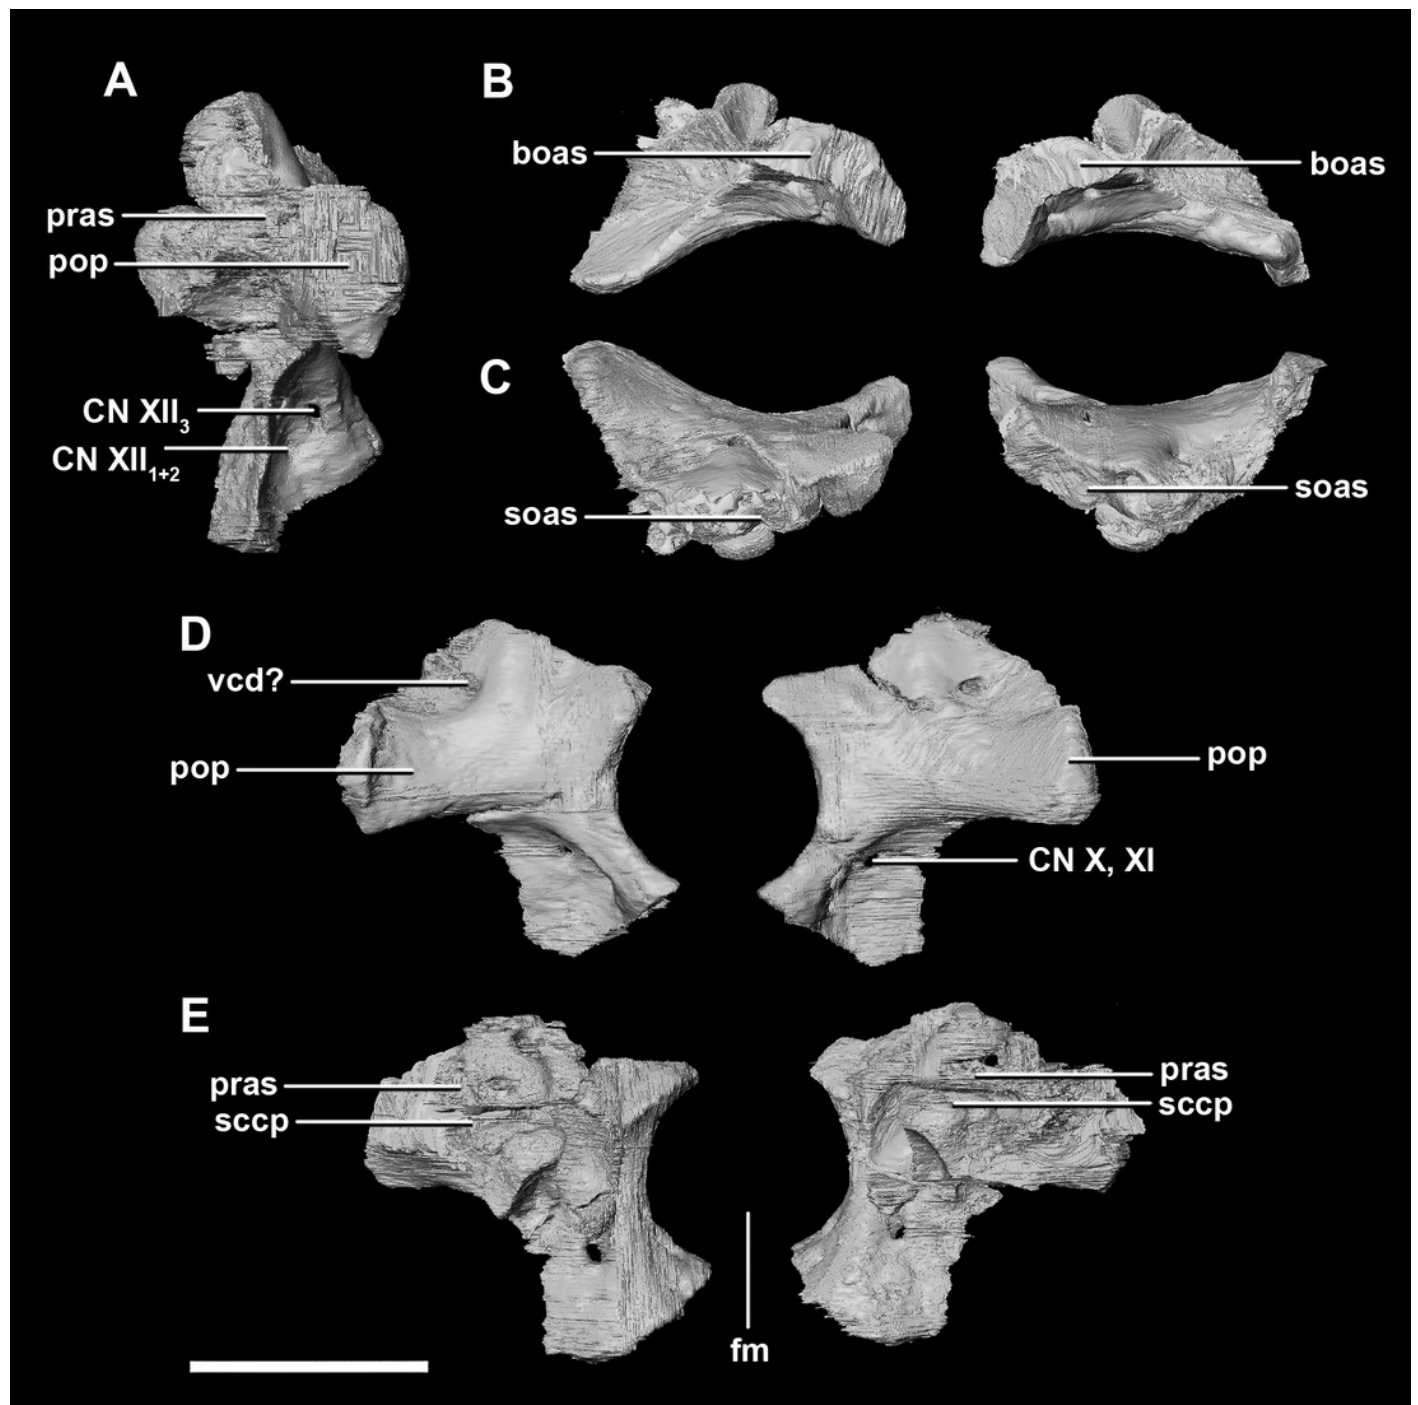 A
B
boas
boas
pras
pop
C
CN XII3
CN XII1+2
soas
soas
D
vcd?
pop
pop
CN X, XI
E
pras
sccp
pras
sccp
fm